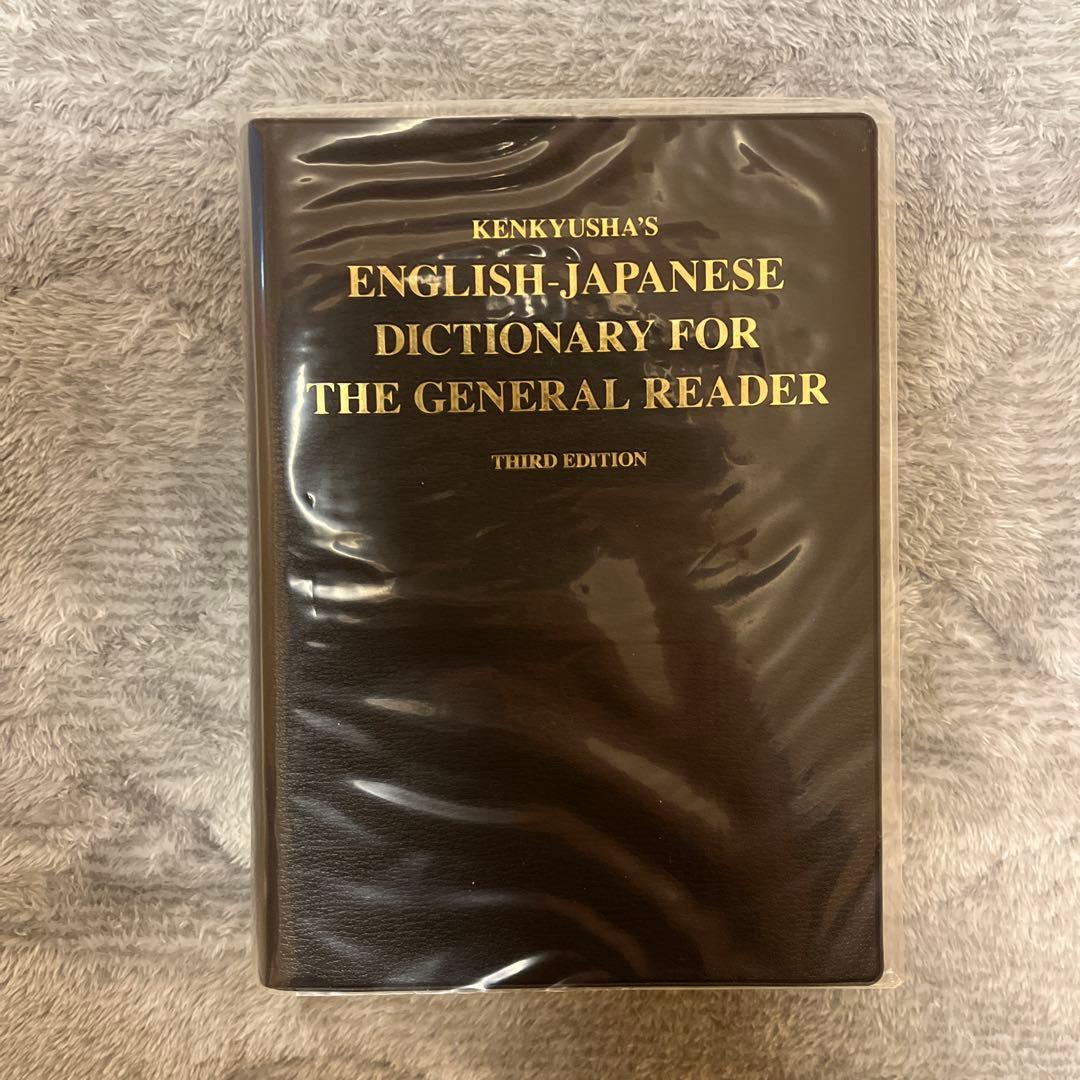 KENKYUSHA'S
ENGLISH-JAPANESE
DICTIONARY FOR
THE GENERAL READER
THIRD EDITION